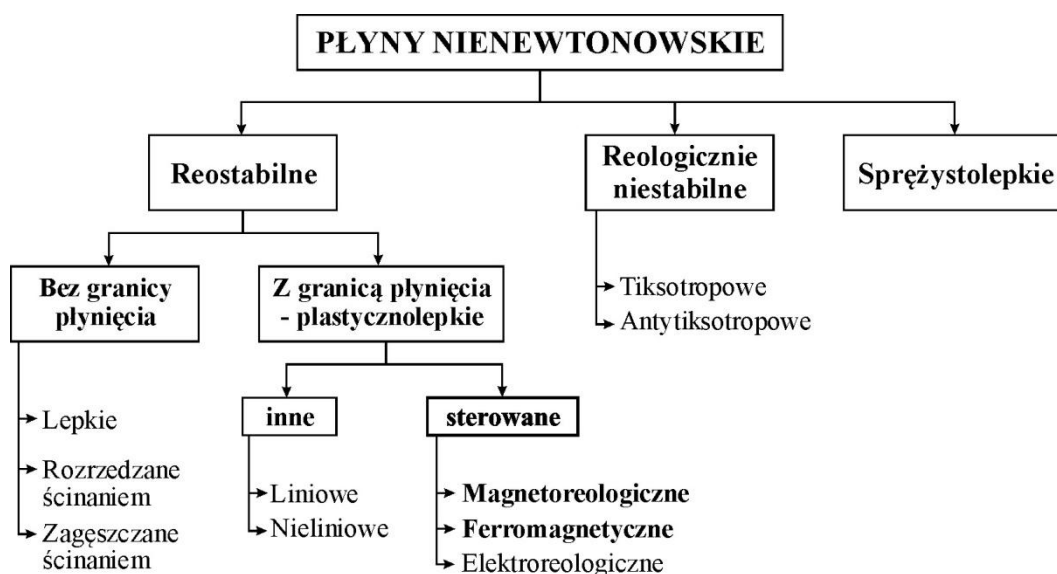 PŁYNY NIENEWTONOWSKIE
Reostabilne
Reologicznie
niestabilne
Sprężystolepkie
Bez granicy
płynięcia
Z granicą płynięcia
- plastycznolepkie
Tiksotropowe
Antytiksotropowe
Lepkie
Rozrzedzane
ścinaniem
Zagęszczane
ścinaniem
inne
sterowane
Liniowe
Nieliniowe
Magnetoreologiczne
Ferromagnetyczne
Elektroreologiczne